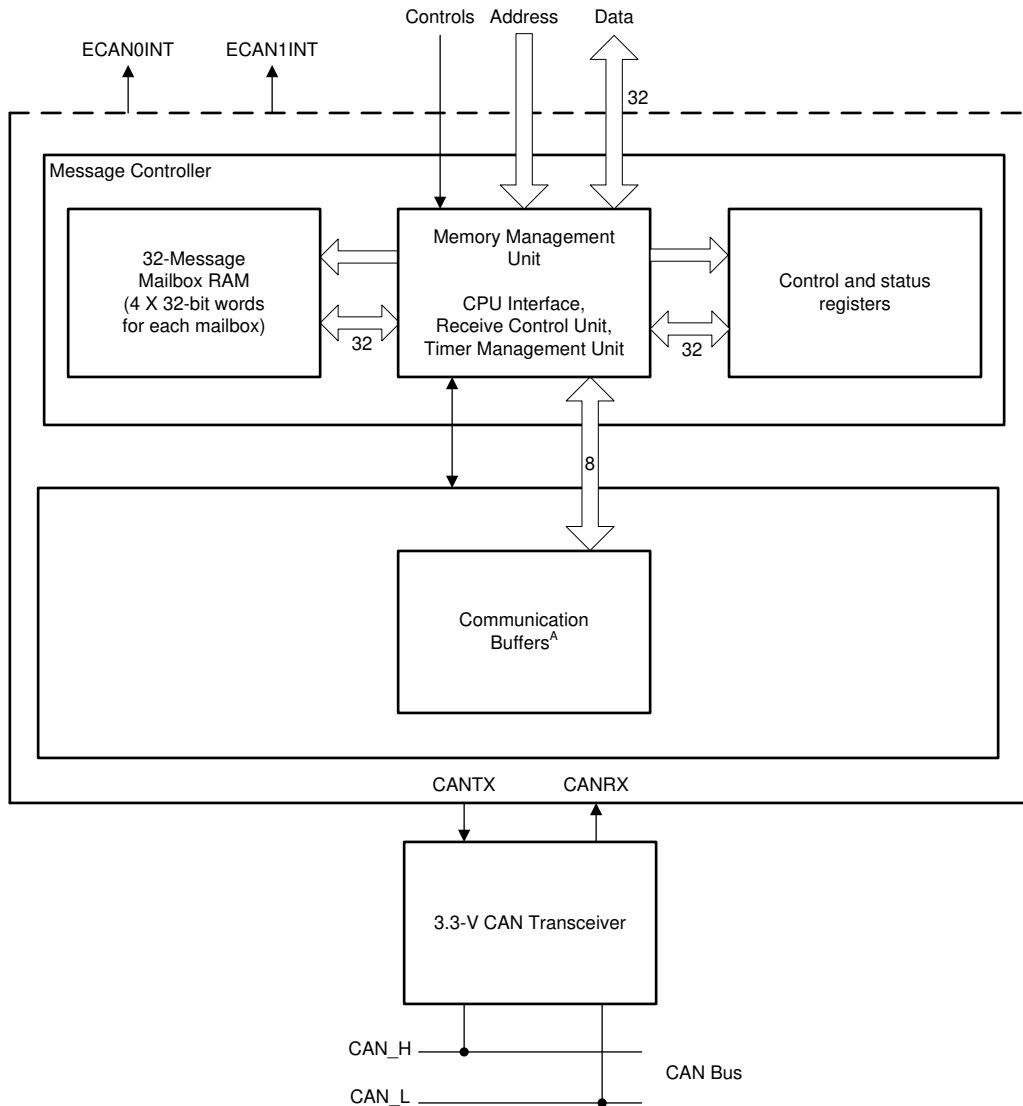 Controls Address Data
ECAN0INT ECAN1INT
32
Message Controller
32-Message
Mailbox RAM
(4 X 32-bit words
for each mailbox)
32
Memory Management
Unit
CPU Interface,
Receive Control Unit,
Timer Management Unit
Control and status
registers
32
8
Communication
Buffers^A
CANTX CANRX
3.3-V CAN Transceiver
CAN_H
CAN Bus
CAN_L